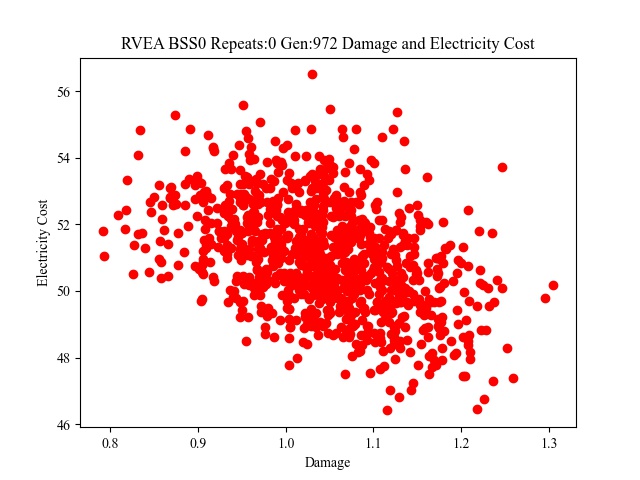 RVEA BSS0 Repeats:0 Gen:972 Damage and Electricity Cost
56
54
52
50
48
46
Electricity Cost
0.8 0.9 1.0 1.1 1.2 1.3
Damage